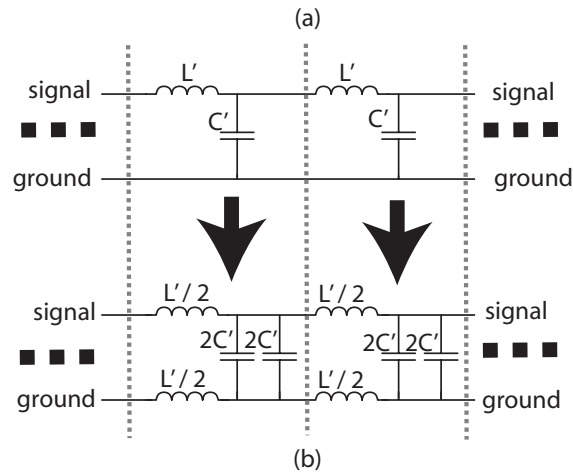 (a)
L' L'
signal signal
C' C'
ground ground
L'/2 L'/2
signal signal
2C' 2C' 2C' 2C'
L'/2 L'/2
ground ground
(b)